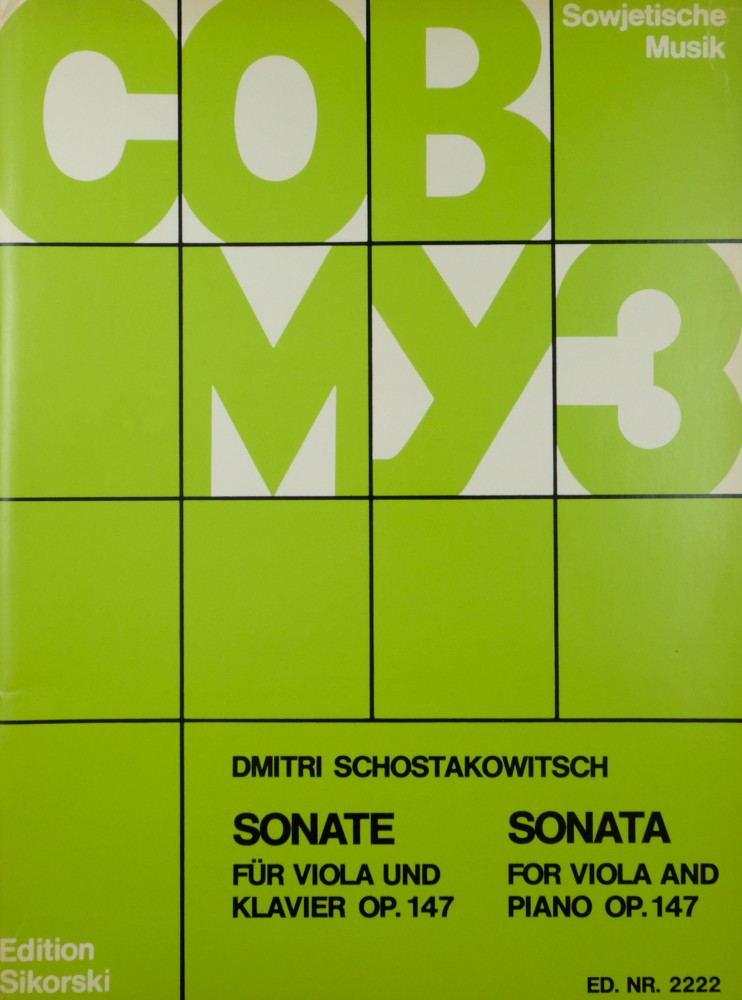 СОВ
Sowjetische
Musik
МУЗ
DMITRI SCHOSTAKOWITSCH
SONATE
FÜR VIOLA UND
KLAVIER OP. 147
SONATA
FOR VIOLA AND
PIANO OP. 147
Edition
Sikorski
ED. NR. 2222